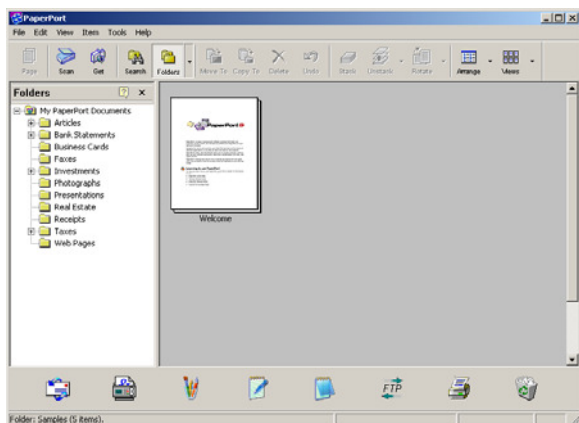 PaperPort
File Edit View Item Tools Help
Page Scan Get Search Folders Move To Copy To Delete Undo Stack Unstack Rotate Arrange Views
Folders
My PaperPort Documents
Articles
Bank Statements
Business Cards
Faxes
Investments
Photographs
Presentations
Real Estate
Receipts
Taxes
Web Pages
PaperPort
Welcome
FTP
Folder: Samples (5 items).